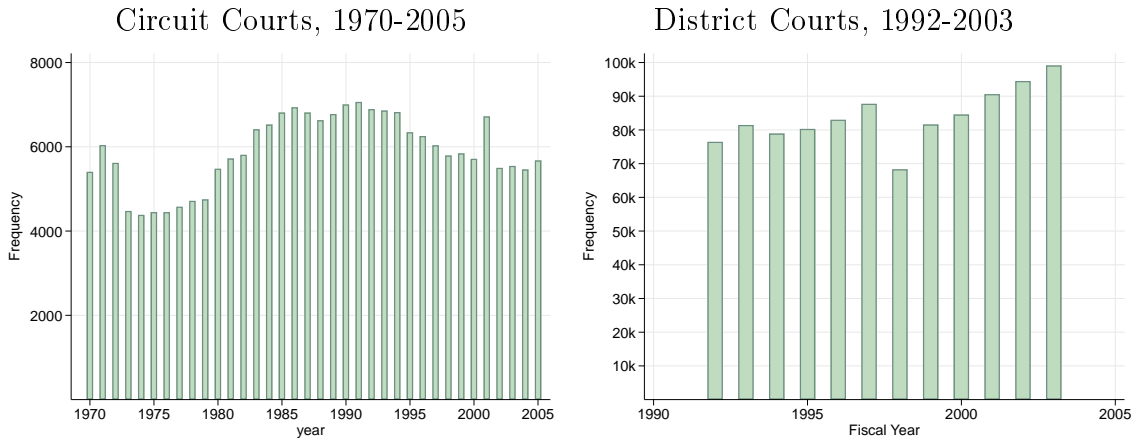 Circuit Courts, 1970-2005
8000
6000
4000
2000
Frequency
1970 1975 1980 1985 1990 1995 2000 2005
year
District Courts, 1992-2003
100k
90k
80k
70k
60k
50k
40k
30k
20k
10k
Frequency
1990 1995 2000 2005
Fiscal Year